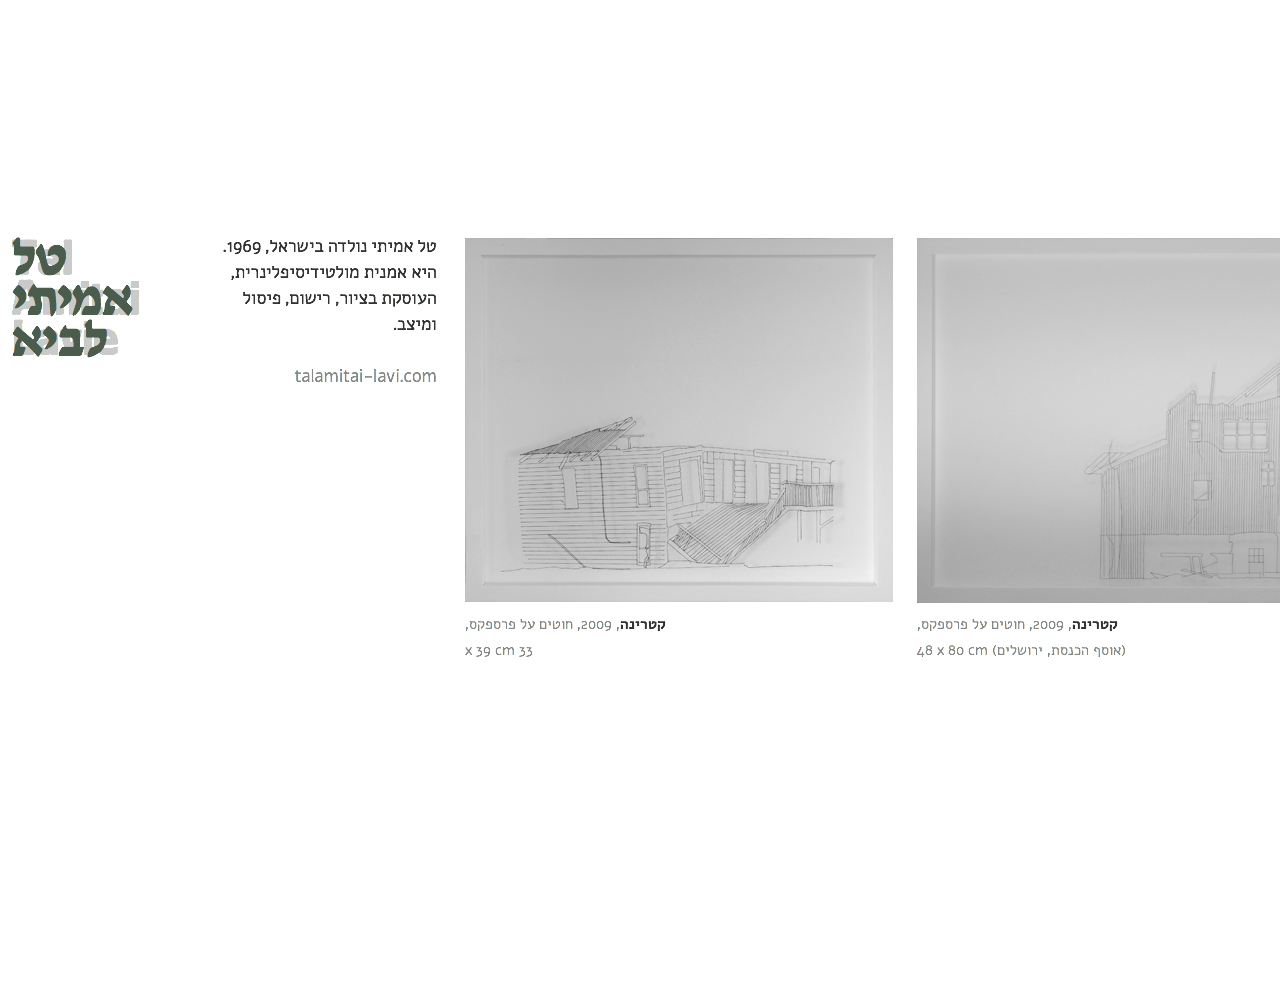 טל
אמיתי
לביא
טל אמיתי נולדה בישראל, 1969.
היא אמנית מולטידיסיפלינרית,
העוסקת בציור, רישום, פיסול
ומיצב.
talamitai-lavi.com
קטרינה, 2009, חוטים על פרספקס,
x 39 cm 33
קטרינה, 2009, חוטים על פרספקס,
48 x 80 cm (אוסף הכנסת, ירושלים)